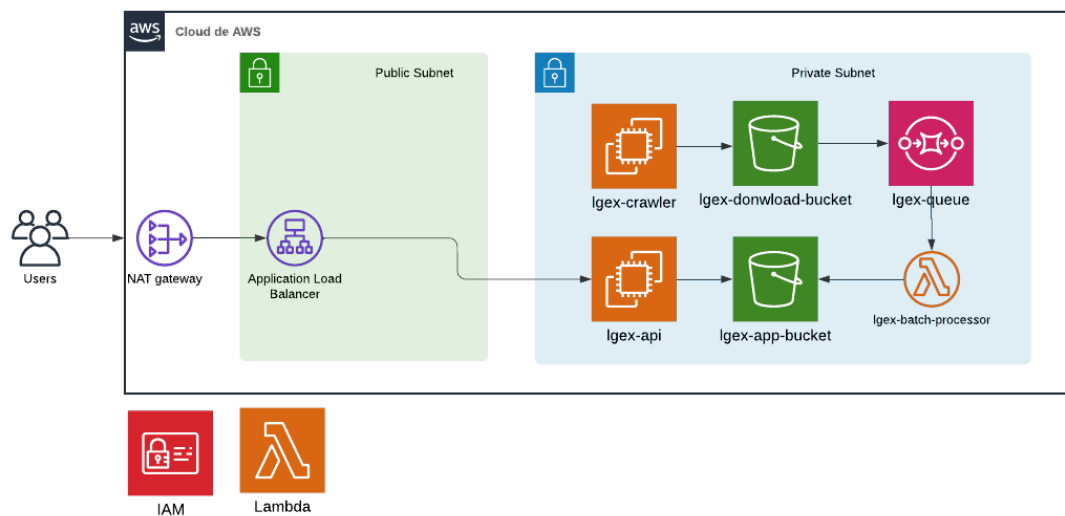 aws
Cloud de AWS
Public Subnet
Private Subnet
lgex-crawler
lgex-donwload-bucket
lgex-queue
Users
NAT gateway
Application Load
Balancer
lgex-api
lgex-app-bucket
lgex-batch-processor
IAM
Lambda